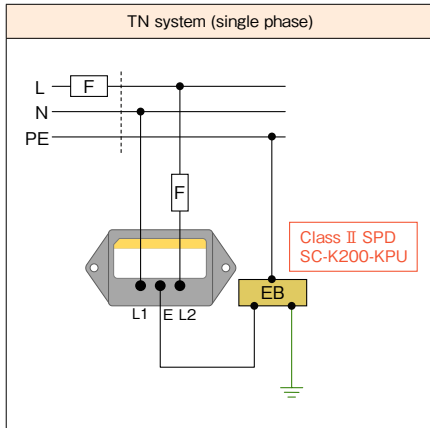 TN system (single phase)
L
F
N
PE
F
Class Ⅱ SPD
SC-K200-KPU
EB
L1 E L2